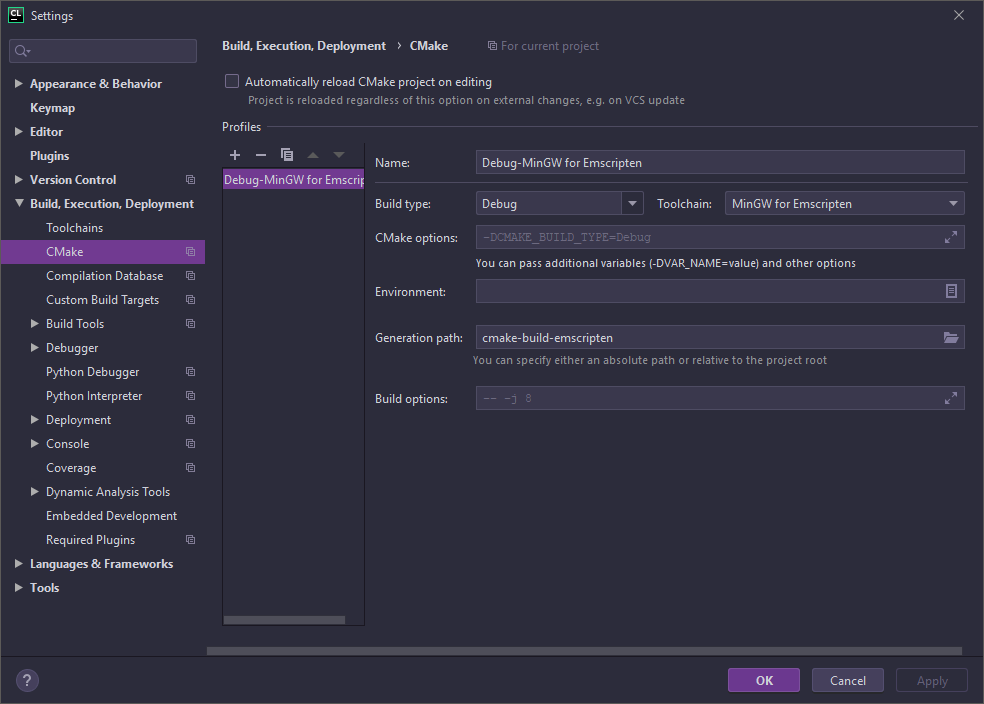 CL Settings
Build, Execution, Deployment › CMake For current project
Automatically reload CMake project on editing
Project is reloaded regardless of this option on external changes, e.g. on VCS update
Appearance & Behavior
Keymap
Editor
Plugins
Version Control
Build, Execution, Deployment
Toolchains
CMake
Compilation Database
Custom Build Targets
Build Tools
Debugger
Python Debugger
Python Interpreter
Deployment
Console
Coverage
Dynamic Analysis Tools
Embedded Development
Required Plugins
Languages & Frameworks
Tools
Profiles
Debug-MinGW for Emscrip
Name: Debug-MinGW for Emscripten
Build type: Debug Toolchain: MinGW for Emscripten
CMake options: -DCMAKE_BUILD_TYPE=Debug
You can pass additional variables (-DVAR_NAME=value) and other options
Environment:
Generation path: cmake-build-emscripten
You can specify either an absolute path or relative to the project root
Build options: -- -j 8
? OK Cancel Apply